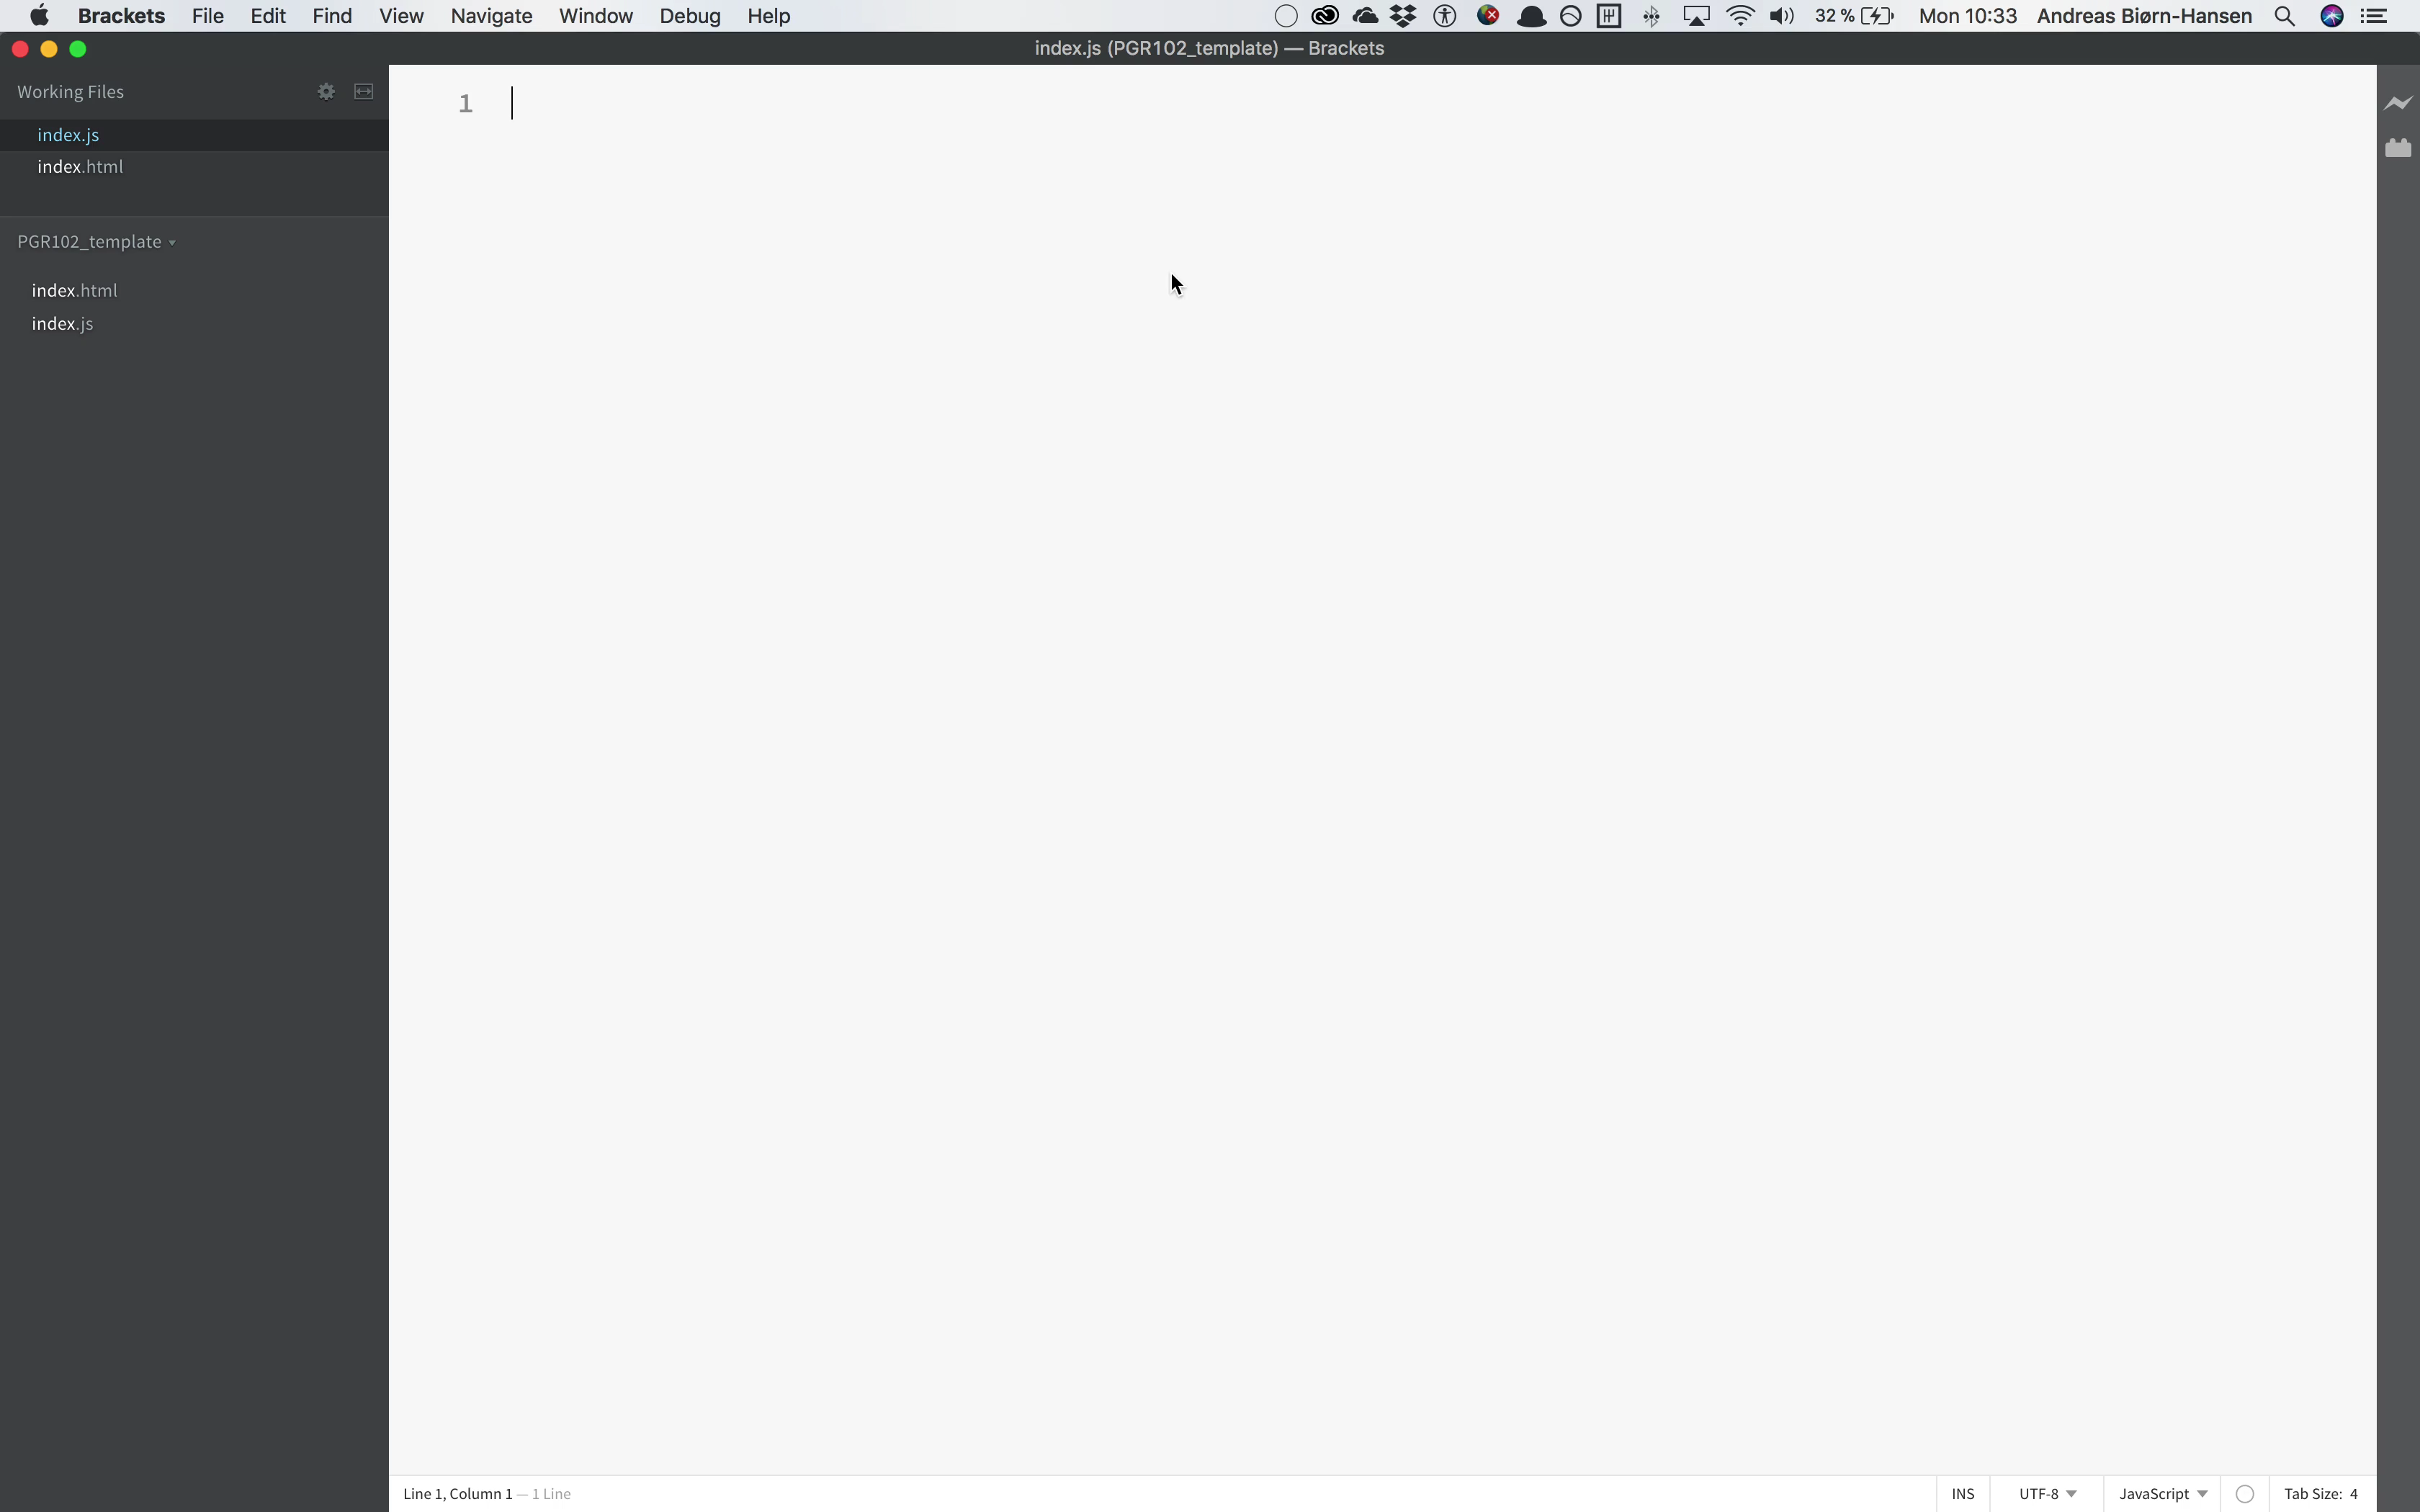 Brackets File Edit Find View Navigate Window Debug Help 32 % Mon 10:33 Andreas Biørn-Hansen
index.js (PGR102_template) — Brackets
Working Files
index.js
index.html
PGR102_template
index.html
index.js
1
Line 1, Column 1 — 1 Line INS UTF-8 JavaScript Tab Size: 4